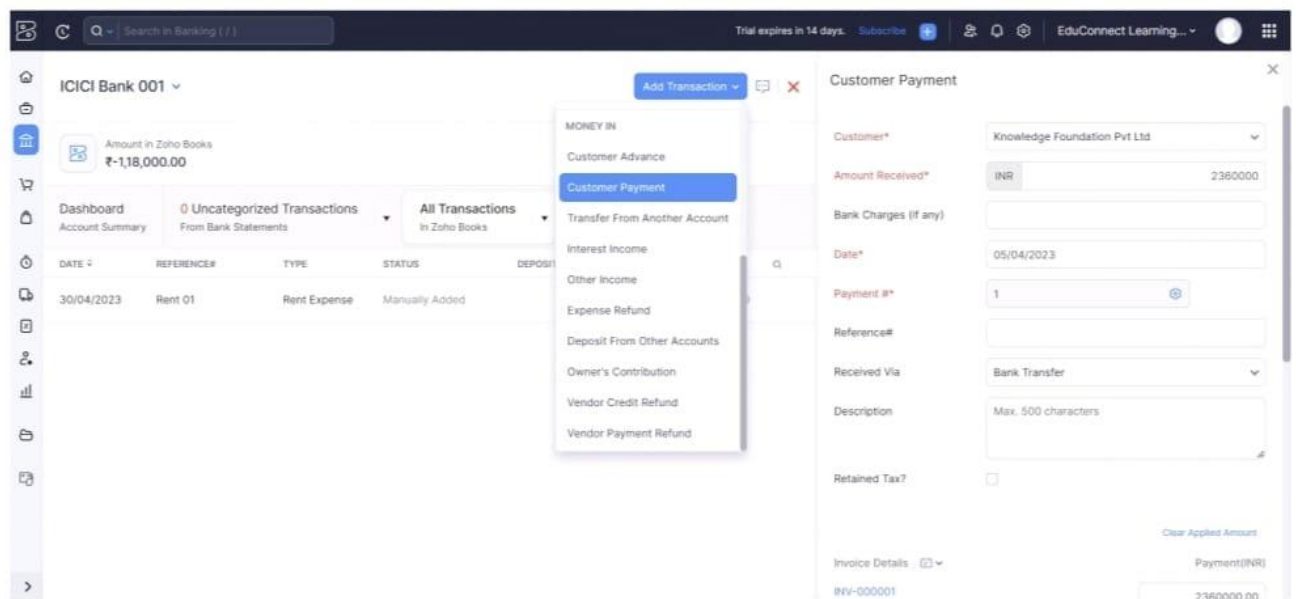 Search in Banking ( / )
Trial expires in 14 days. Subscribe
EduConnect Learning...
ICICI Bank 001
Add Transaction
Amount in Zoho Books
₹-1,18,000.00
Dashboard
Account Summary
0 Uncategorized Transactions
From Bank Statements
All Transactions
In Zoho Books
DATE REFERENCE# TYPE STATUS DEPOSIT
30/04/2023 Rent 01 Rent Expense Manually Added
MONEY IN
Customer Advance
Customer Payment
Transfer From Another Account
Interest Income
Other Income
Expense Refund
Deposit From Other Accounts
Owner's Contribution
Vendor Credit Refund
Vendor Payment Refund
Customer Payment
Customer* Knowledge Foundation Pvt Ltd
Amount Received* INR 2360000
Bank Charges (if any)
Date* 05/04/2023
Payment #* 1
Reference#
Received Via Bank Transfer
Description Max. 500 characters
Retained Tax?
Clear Applied Amount
Invoice Details Payment(INR)
INV-000001 2360000.00